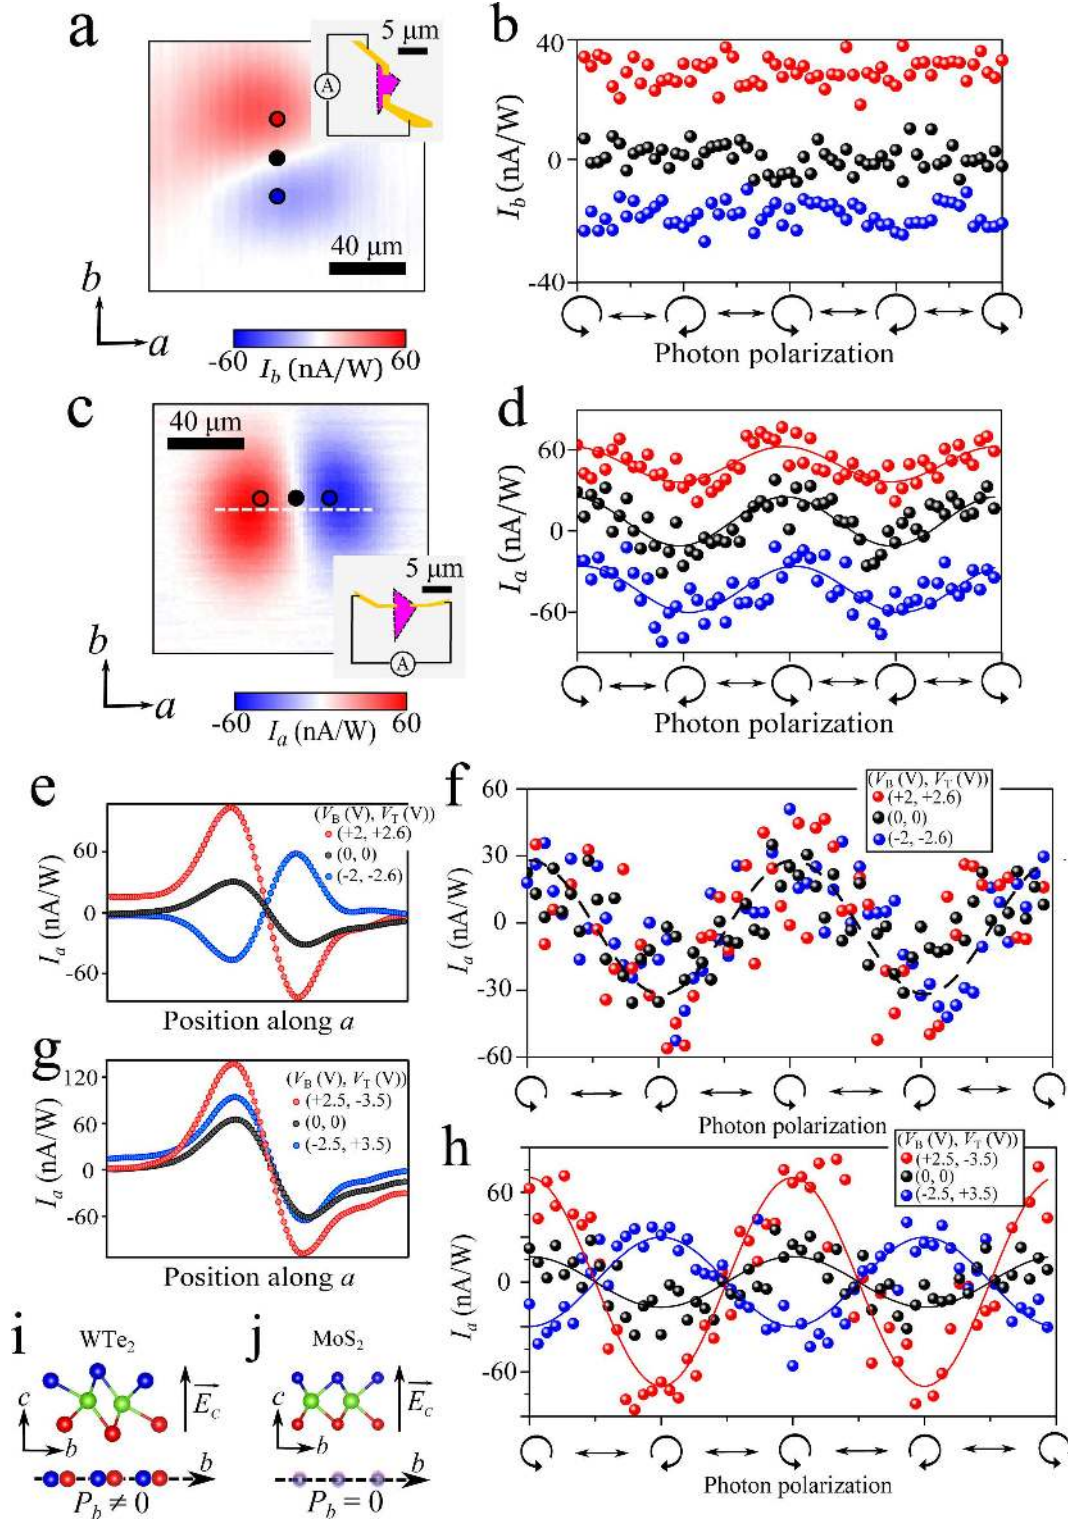 a
5 μm
A
40 μm
b
a
-60
60
I_b (nA/W)
b
40
0
-40
I_b (nA/W)
Photon polarization
c
40 μm
5 μm
A
b
a
-60
60
I_a (nA/W)
d
60
0
-60
I_a (nA/W)
Photon polarization
e
(V_B (V), V_T (V))
(+2, +2.6)
(0, 0)
(-2, -2.6)
60
0
-60
I_a (nA/W)
Position along a
f
(V_B (V), V_T (V))
(+2, +2.6)
(0, 0)
(-2, -2.6)
60
30
0
-30
-60
I_a (nA/W)
Photon polarization
g
(V_B (V), V_T (V))
(+2.5, -3.5)
(0, 0)
(-2.5, +3.5)
120
60
0
-60
I_a (nA/W)
Position along a
h
(V_B (V), V_T (V))
(+2.5, -3.5)
(0, 0)
(-2.5, +3.5)
60
0
-60
I_a (nA/W)
Photon polarization
i
WTe₂
c
b
E_c
b
P_b ≠ 0
j
MoS₂
c
b
E_c
b
P_b = 0